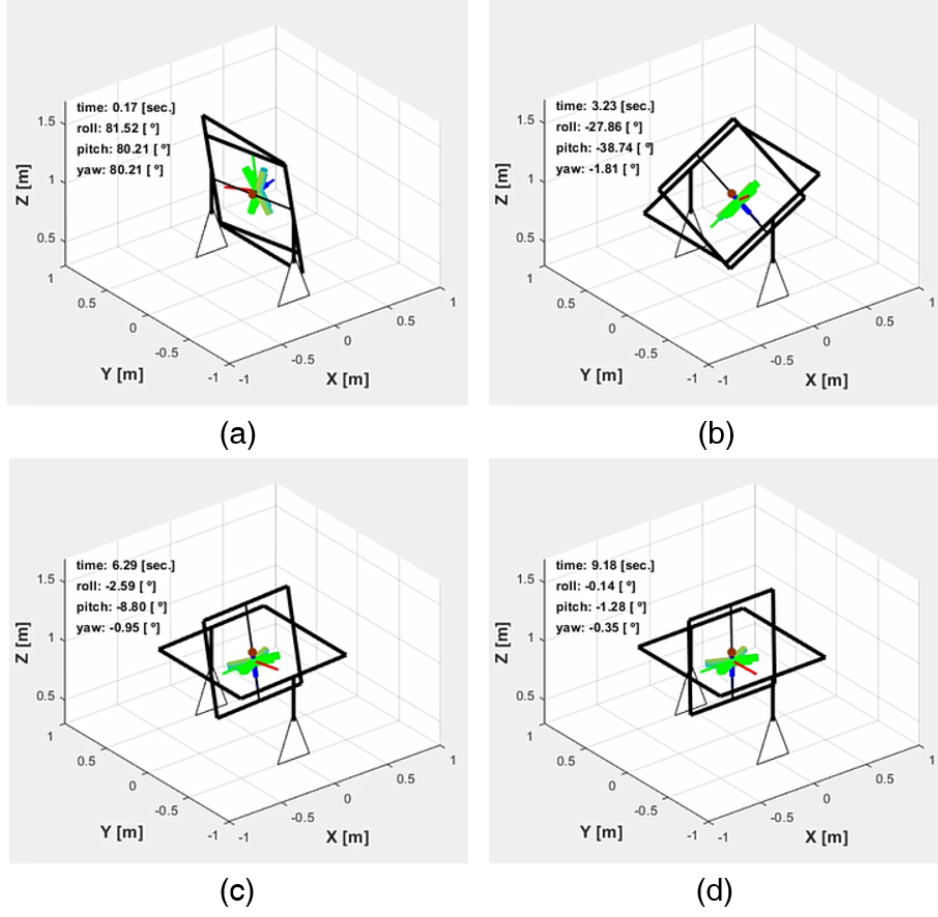 time: 0.17 [sec.]
roll: 81.52 [ º]
pitch: 80.21 [ º]
yaw: 80.21 [ º]
1.5
1
0.5
Z [m]
1
0.5
0
-0.5
-1
Y [m]
-1
-0.5
0
0.5
1
X [m]
(a)
time: 3.23 [sec.]
roll: -27.86 [ º]
pitch: -38.74 [ º]
yaw: -1.81 [ º]
1.5
1
0.5
Z [m]
1
0.5
0
-0.5
-1
Y [m]
-1
-0.5
0
0.5
1
X [m]
(b)
time: 6.29 [sec.]
roll: -2.59 [ º]
pitch: -8.80 [ º]
yaw: -0.95 [ º]
1.5
1
0.5
Z [m]
1
0.5
0
-0.5
-1
Y [m]
-1
-0.5
0
0.5
1
X [m]
(c)
time: 9.18 [sec.]
roll: -0.14 [ º]
pitch: -1.28 [ º]
yaw: -0.35 [ º]
1.5
1
0.5
Z [m]
1
0.5
0
-0.5
-1
Y [m]
-1
-0.5
0
0.5
1
X [m]
(d)